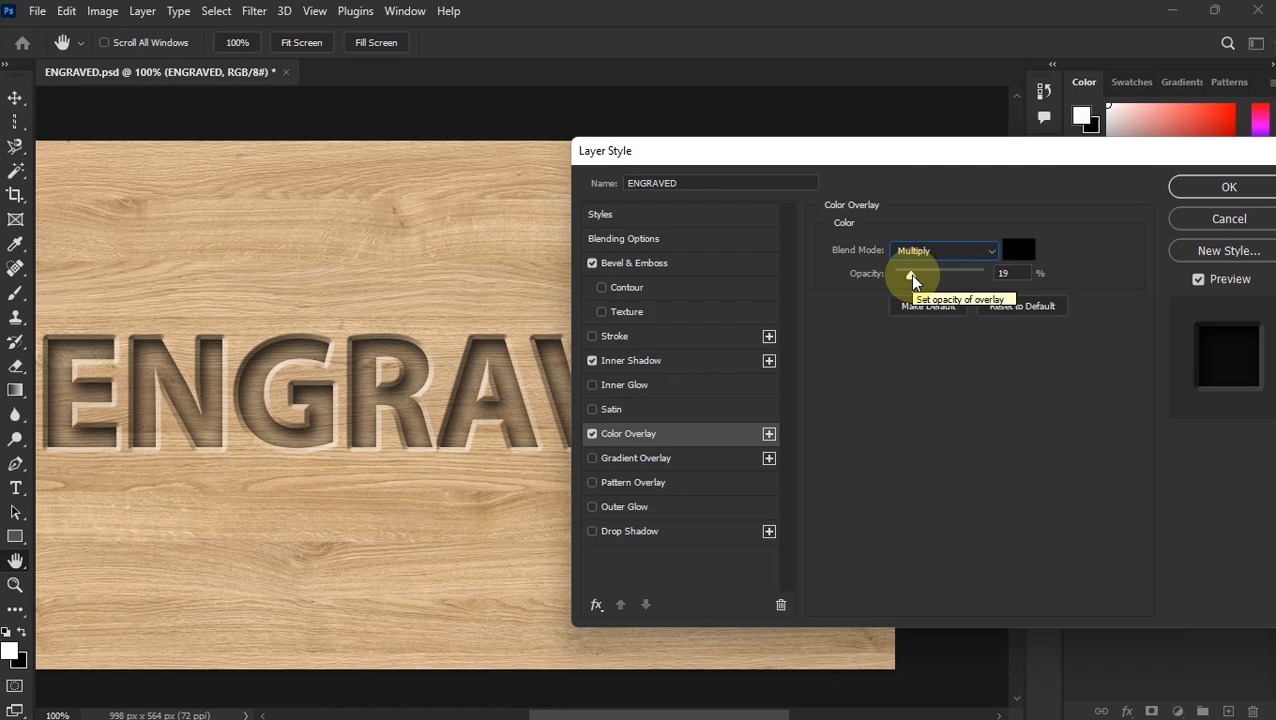 Ps File Edit Image Layer Type Select Filter 3D View Plugins Window Help
Scroll All Windows 100% Fit Screen Fill Screen
ENGRAVED.psd @ 100% (ENGRAVED, RGB/8#) * ×
Color Swatches Gradients Patterns
Layer Style
Name: ENGRAVED
Styles
Blending Options
Bevel & Emboss
Contour
Texture
Stroke
Inner Shadow
Inner Glow
Satin
Color Overlay
Gradient Overlay
Pattern Overlay
Outer Glow
Drop Shadow
fx
Color Overlay
Color
Blend Mode: Multiply
Opacity: 19 %
Set opacity of overlay
Make Default Reset to Default
OK
Cancel
New Style...
Preview
ENGRAV
T
100% 998 px x 564 px (72 ppi)
fx